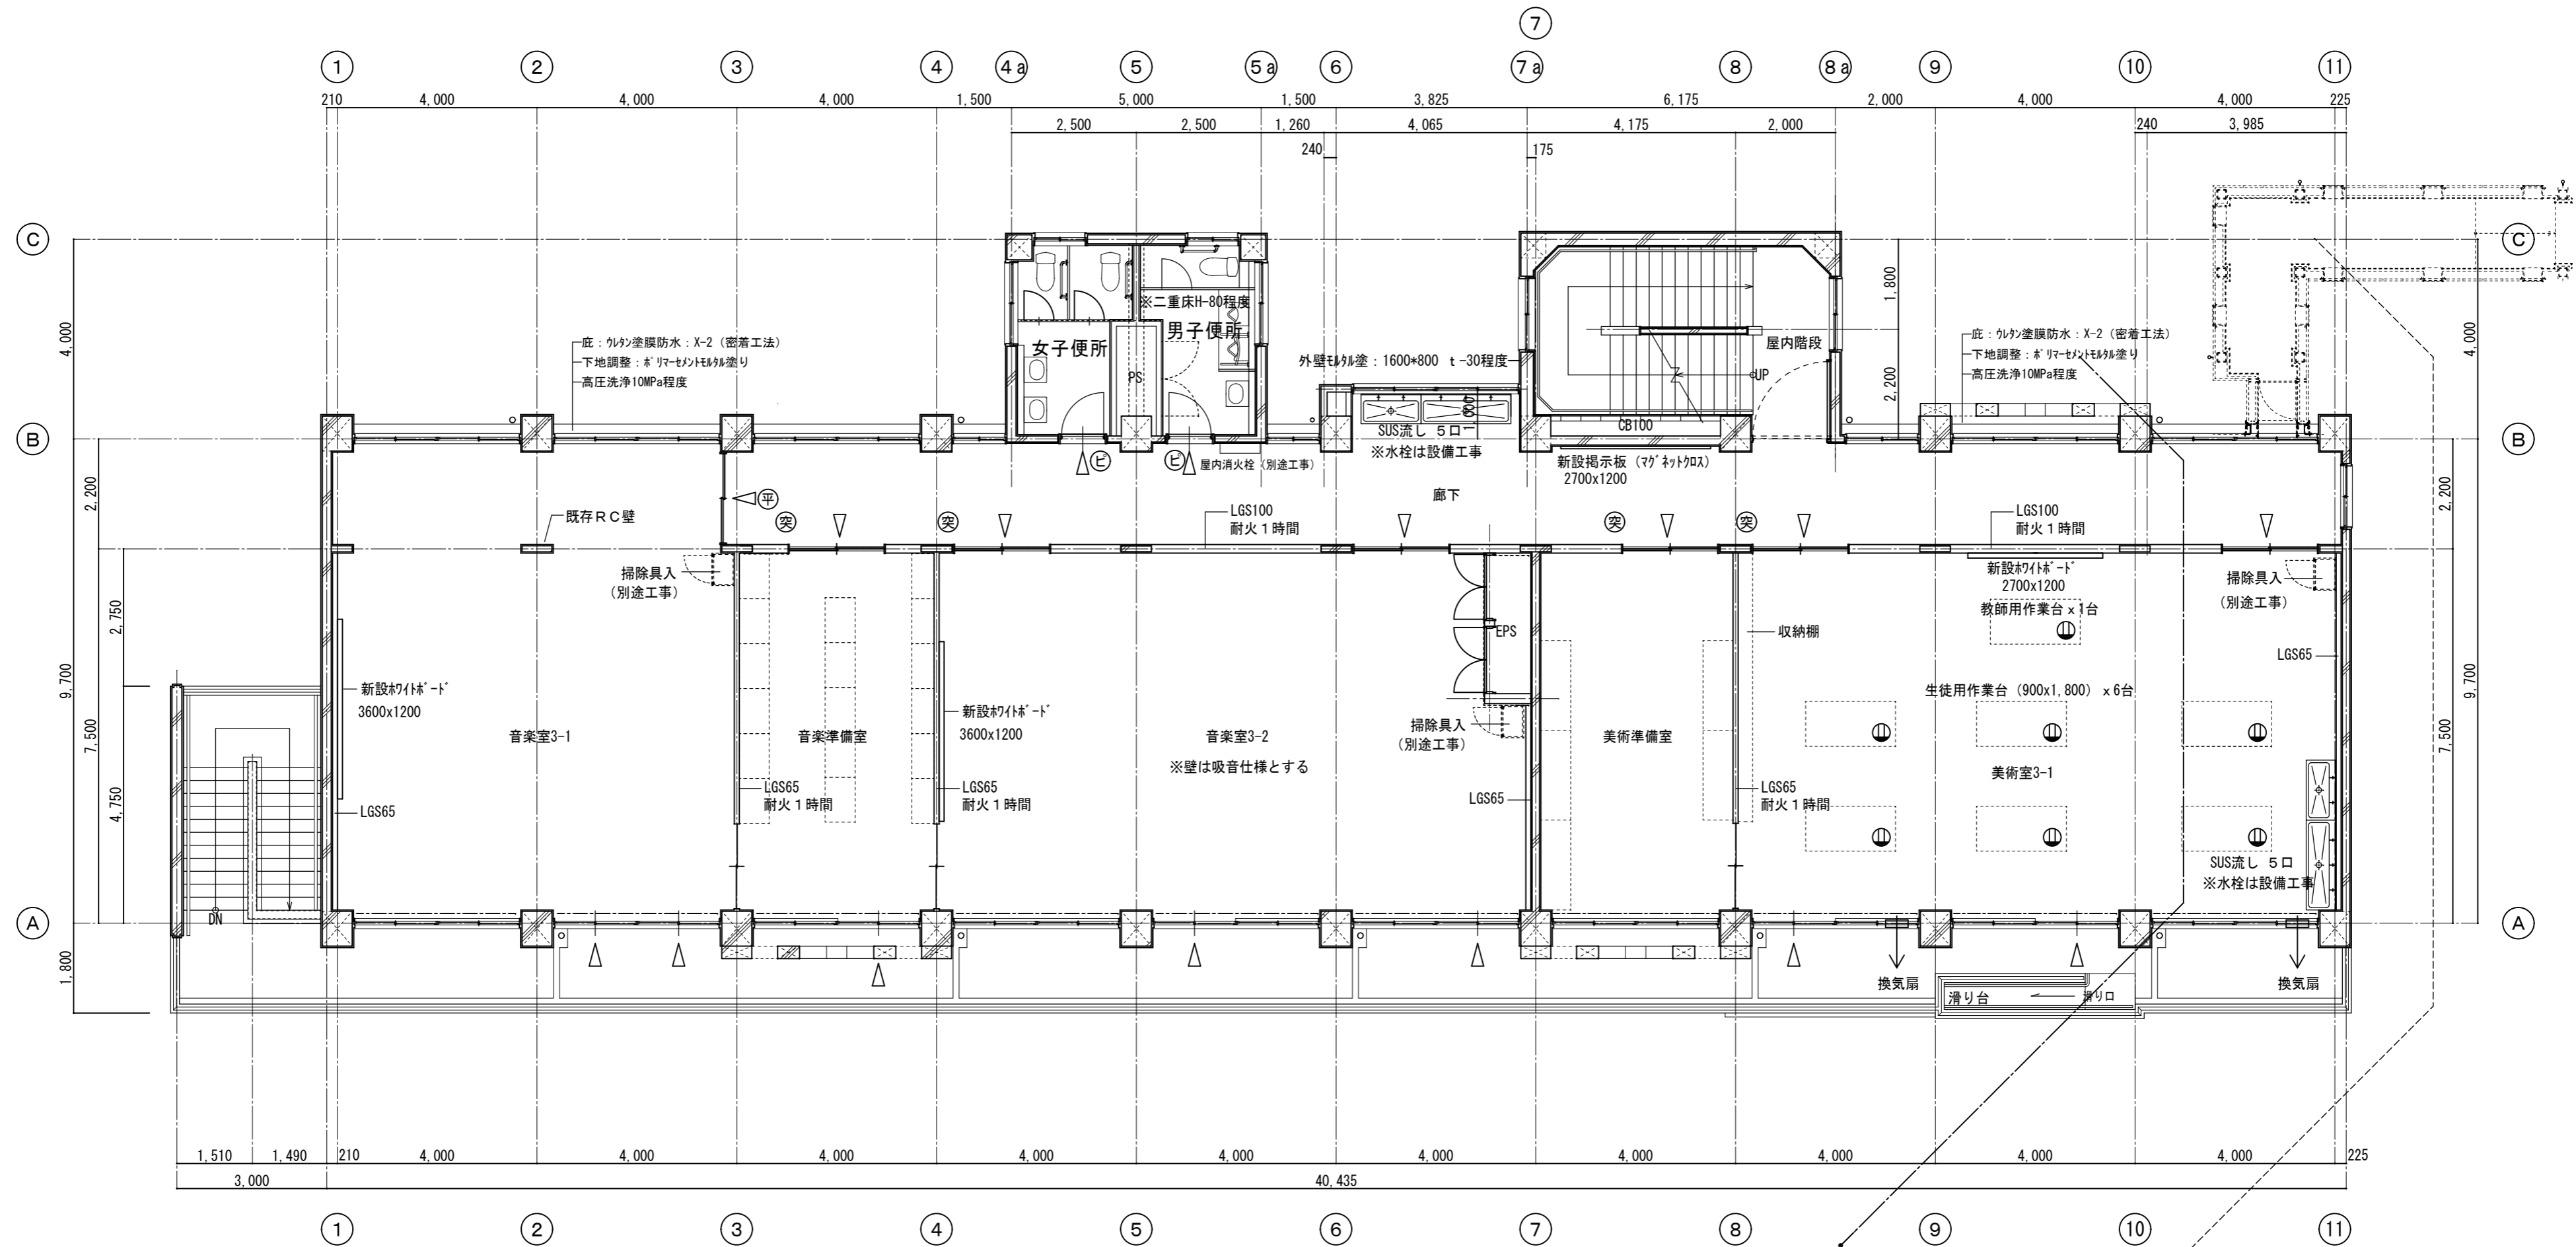 7
1 2 3 4 4a 5 5a 6 7a 8 8a 9 10 11
210 4,000 4,000 4,000 1,500 5,000 1,500 3,825 6,175 2,000 4,000 4,000 225
2,500 2,500 1,260 4,065 4,175 2,000 240 3,985
240 175
C
C
4,000
1,800
2,200
4,000
※二重床H-80程度
男子便所
女子便所
PS
庇：ｳﾚﾀﾝ塗膜防水：X-2（密着工法）
下地調整：ﾎﾟﾘﾏｰｾﾒﾝﾄﾓﾙﾀﾙ塗り
高圧洗浄10MPa程度
外壁ﾓﾙﾀﾙ塗：1600*800 t-30程度
屋内階段
UP
庇：ｳﾚﾀﾝ塗膜防水：X-2（密着工法）
下地調整：ﾎﾟﾘﾏｰｾﾒﾝﾄﾓﾙﾀﾙ塗り
高圧洗浄10MPa程度
B
B
SUS流し 5口
※水栓は設備工事
CB100
ピ
ピ
屋内消火栓（別途工事）
新設掲示板（ﾏｸﾞﾈｯﾄｸﾛｽ）
2700x1200
2,200
2,200
平
既存ＲＣ壁
廊下
突
突
突
突
LGS100
耐火１時間
LGS100
耐火１時間
掃除具入
（別途工事）
新設ﾎﾜｲﾄﾎﾞｰﾄﾞ
2700x1200
教師用作業台ｘ1台
掃除具入
（別途工事）
2,750
9,700
7,500
4,750
EPS
収納棚
LGS65
新設ﾎﾜｲﾄﾎﾞｰﾄﾞ
3600x1200
新設ﾎﾜｲﾄﾎﾞｰﾄﾞ
3600x1200
掃除具入
（別途工事）
生徒用作業台（900x1,800）ｘ6台
9,700
7,500
音楽室3-1
音楽準備室
音楽室3-2
※壁は吸音仕様とする
美術準備室
美術室3-1
LGS65
LGS65
耐火１時間
LGS65
耐火１時間
LGS65
LGS65
耐火１時間
SUS流し 5口
※水栓は設備工事
DN
A
A
1,800
換気扇
換気扇
滑り台
滑り口
1,510 1,490 210 4,000 4,000 4,000 4,000 4,000 4,000 4,000 4,000 4,000 4,000 225
3,000 40,435
1 2 3 4 5 6 7 8 9 10 11